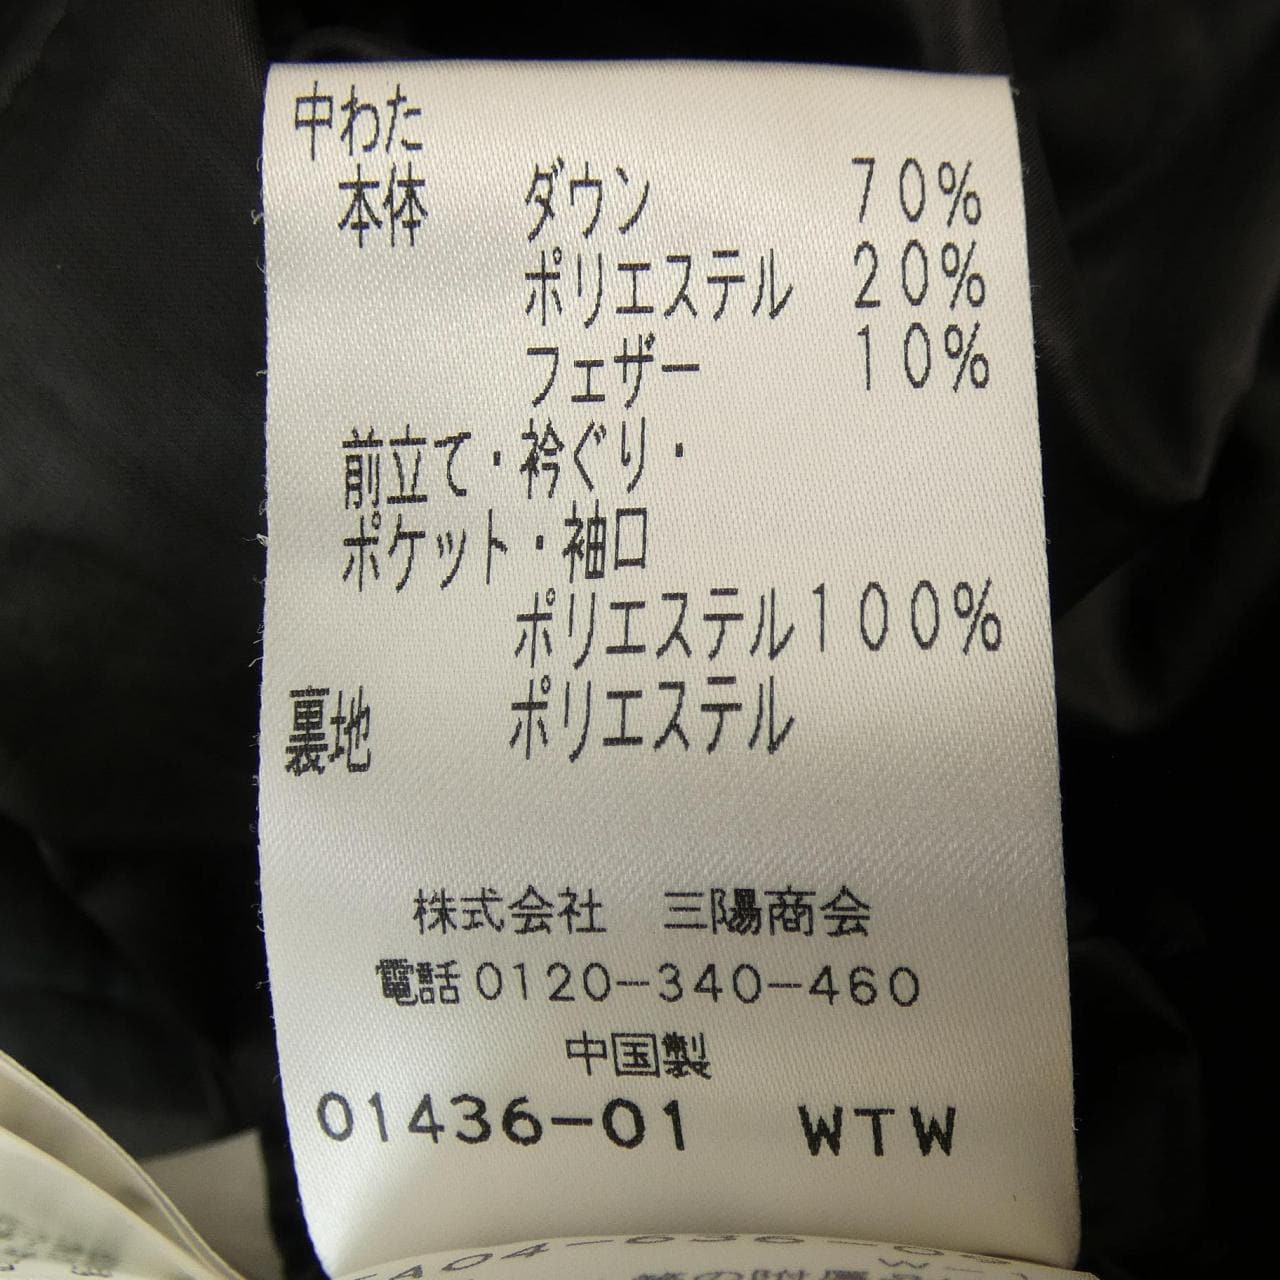 中わた
本体 ダウン 70%
ポリエステル 20%
フェザー 10%
前立て・衿ぐり・
ポケット・袖口
ポリエステル100%
裏地 ポリエステル
株式会社 三陽商会
電話0120-340-460
中国製
01436-01 WTW